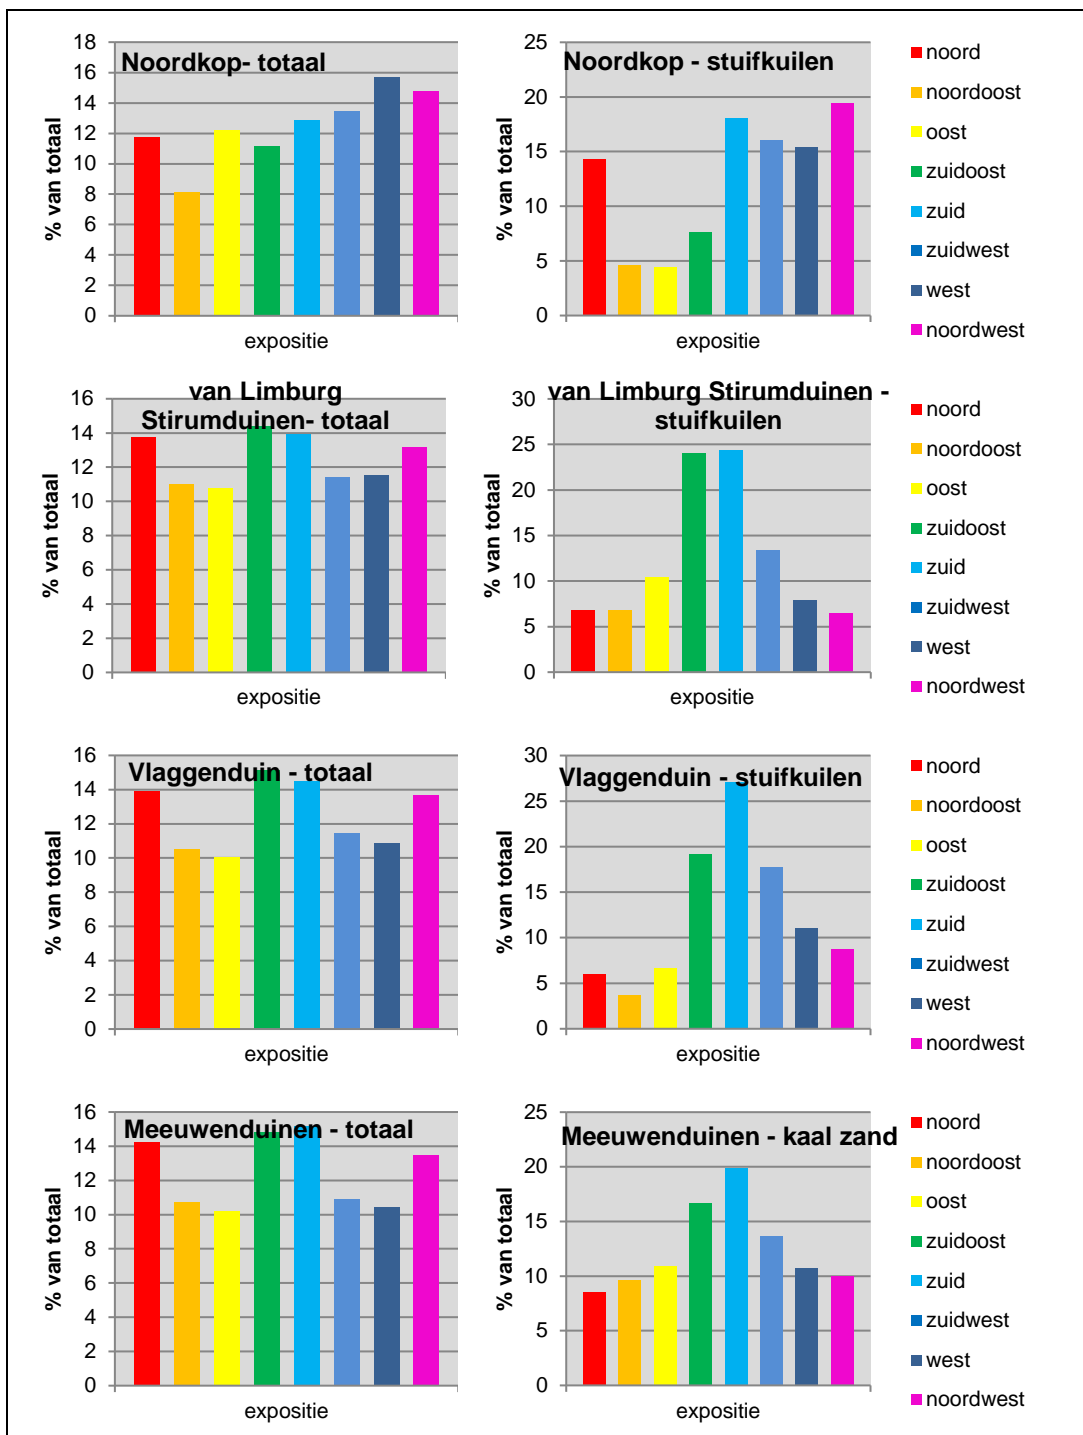 Noordkop- totaal
18
16
14
12
10
8
6
4
2
0
% van totaal
expositie
Noordkop - stuifkuilen
25
20
15
10
5
0
% van totaal
expositie
noord
noordoost
oost
zuidoost
zuid
zuidwest
west
noordwest
van Limburg
Stirumduinen- totaal
16
14
12
10
8
6
4
2
0
% van totaal
expositie
van Limburg Stirumduinen -
stuifkuilen
30
25
20
15
10
5
0
% van totaal
expositie
noord
noordoost
oost
zuidoost
zuid
zuidwest
west
noordwest
Vlaggenduin - totaal
16
14
12
10
8
6
4
2
0
% van totaal
expositie
Vlaggenduin - stuifkuilen
30
25
20
15
10
5
0
% van totaal
expositie
noord
noordoost
oost
zuidoost
zuid
zuidwest
west
noordwest
Meeuwenduinen - totaal
16
14
12
10
8
6
4
2
0
% van totaal
expositie
Meeuwenduinen - kaal zand
25
20
15
10
5
0
% van totaal
expositie
noord
noordoost
oost
zuidoost
zuid
zuidwest
west
noordwest